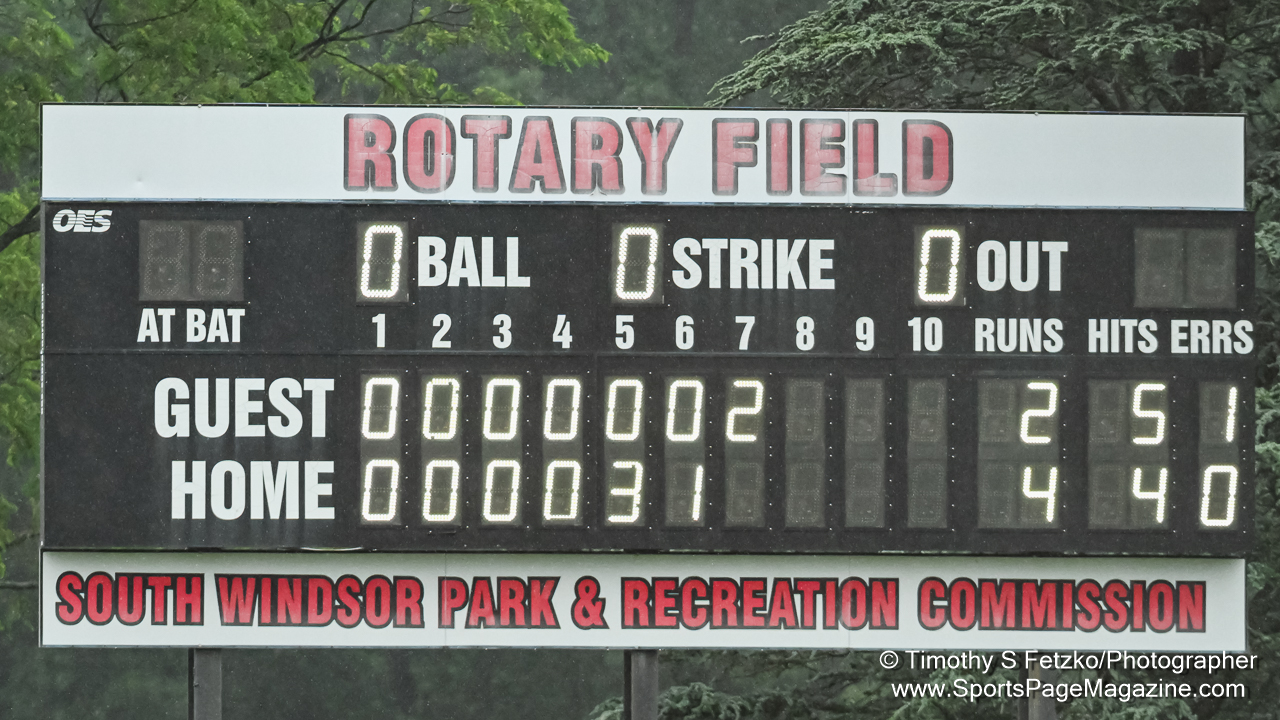 ROTARY FIELD
OES
0 BALL 0 STRIKE 0 OUT
AT BAT 1 2 3 4 5 6 7 8 9 10 RUNS HITS ERRS
GUEST 0 0 0 0 0 0 2 2 5 1
HOME 0 0 0 0 3 1 4 4 0
SOUTH WINDSOR PARK & RECREATION COMMISSION
© Timothy S Fetzko/Photographer
www.SportsPageMagazine.com